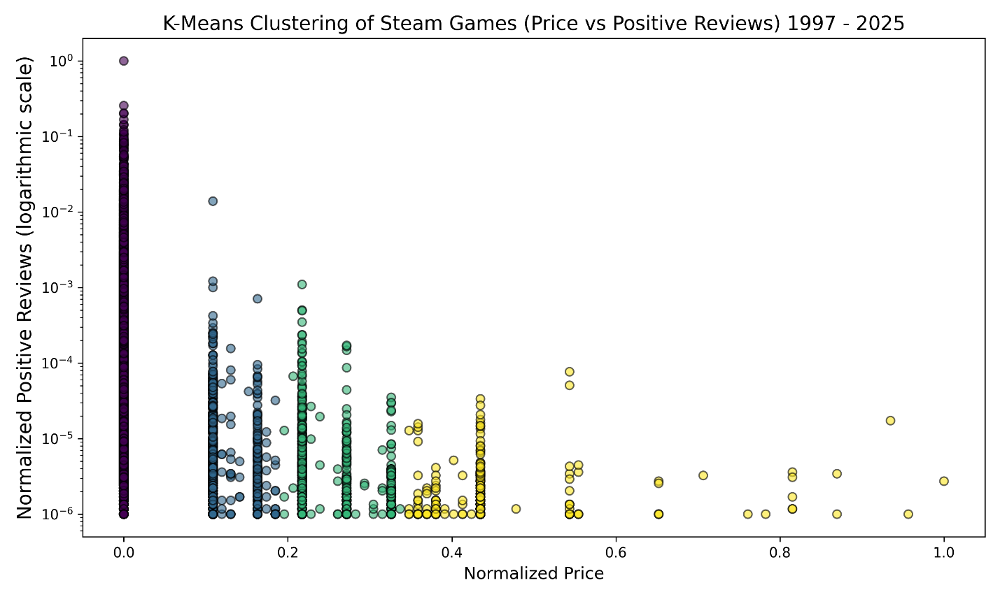 K-Means Clustering of Steam Games (Price vs Positive Reviews) 1997 - 2025
Normalized Positive Reviews (logarithmic scale)
10⁰
10⁻¹
10⁻²
10⁻³
10⁻⁴
10⁻⁵
10⁻⁶
0.0 0.2 0.4 0.6 0.8 1.0
Normalized Price